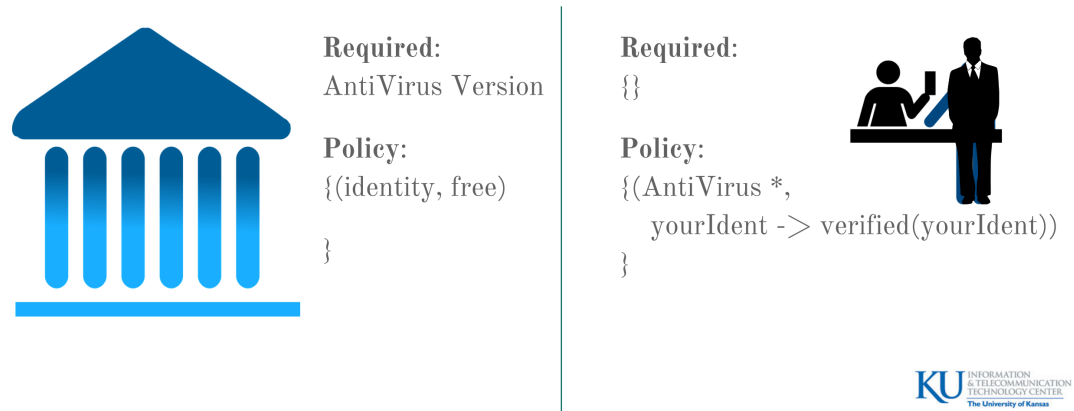 Required:
AntiVirus Version
Policy:
{(identity, free)
}
Required:
{}
Policy:
{(AntiVirus *,
yourIdent -> verified(yourIdent))
}
KU INFORMATION
& TELECOMMUNICATION
TECHNOLOGY CENTER
The University of Kansas